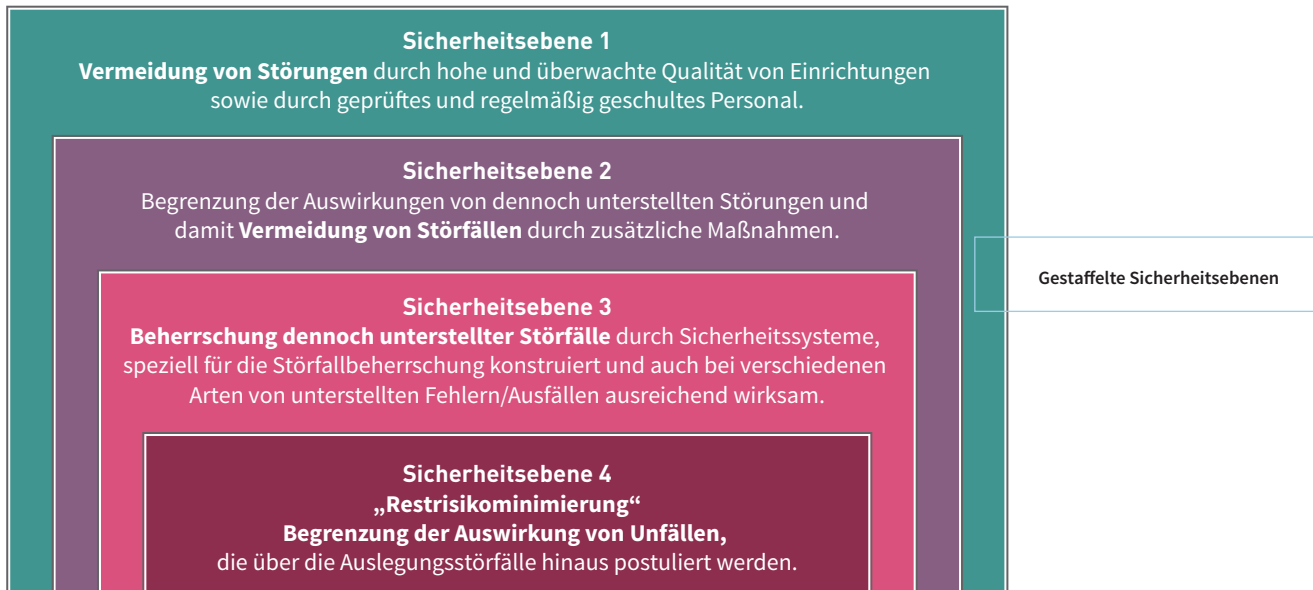 Sicherheitsebene 1
Vermeidung von Störungen durch hohe und überwachte Qualität von Einrichtungen
sowie durch geprüftes und regelmäßig geschultes Personal.
Sicherheitsebene 2
Begrenzung der Auswirkungen von dennoch unterstellten Störungen und
damit Vermeidung von Störfällen durch zusätzliche Maßnahmen.
Gestaffelte Sicherheitsebenen
Sicherheitsebene 3
Beherrschung dennoch unterstellter Störfälle durch Sicherheitssysteme,
speziell für die Störfallbeherrschung konstruiert und auch bei verschiedenen
Arten von unterstellten Fehlern/Ausfällen ausreichend wirksam.
Sicherheitsebene 4
„Restrisikominimierung“
Begrenzung der Auswirkung von Unfällen,
die über die Auslegungsstörfälle hinaus postuliert werden.